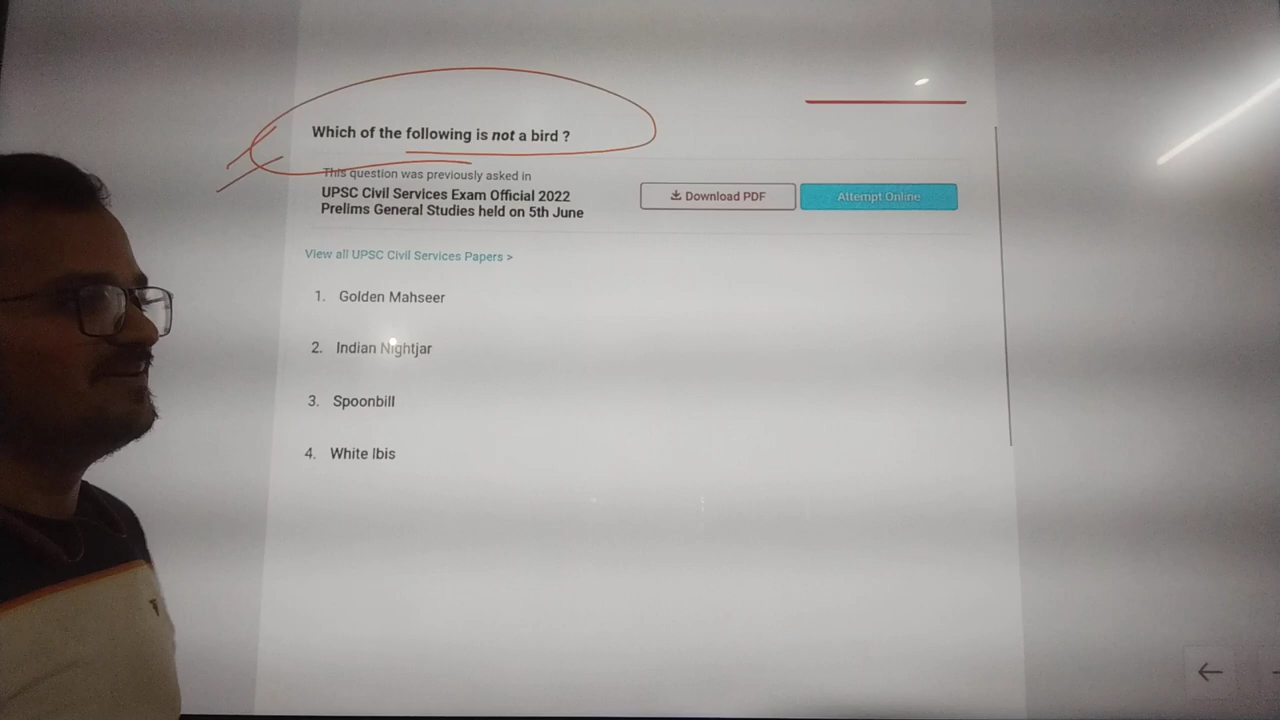 Which of the following is not a bird ?
This question was previously asked in
UPSC Civil Services Exam Official 2022
Prelims General Studies held on 5th June
Download PDF
Attempt Online
View all UPSC Civil Services Papers >
1. Golden Mahseer
2. Indian Nightjar
3. Spoonbill
4. White Ibis